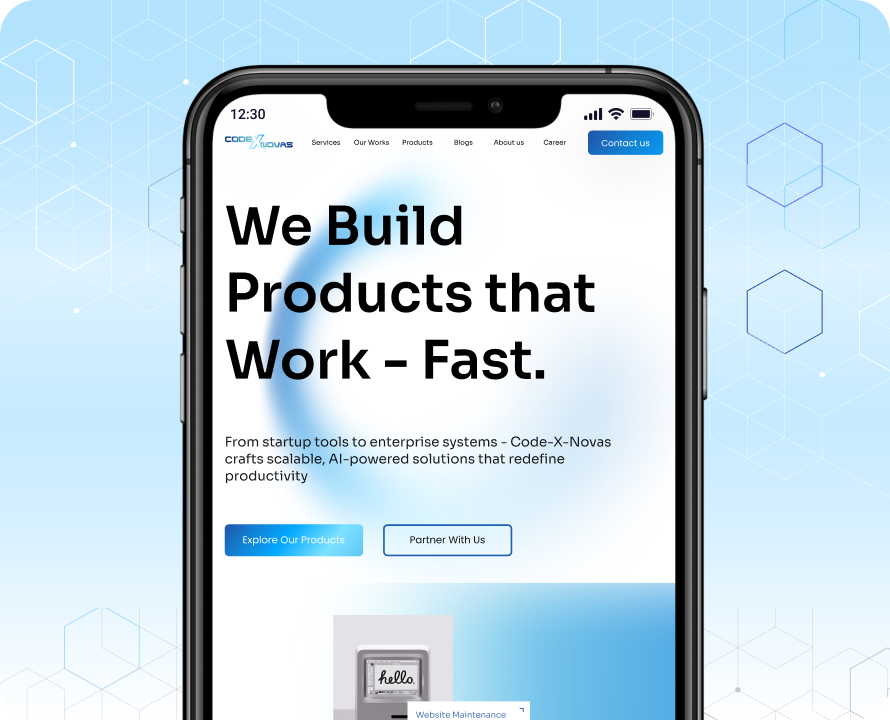 12:30
CODE X NOVAS Services Our Works Products Blogs About us Career Contact us
We Build
Products that
Work - Fast.
From startup tools to enterprise systems - Code-X-Novas
crafts scalable, AI-powered solutions that redefine
productivity
Explore Our Products Partner With Us
hello.
Website Maintenance